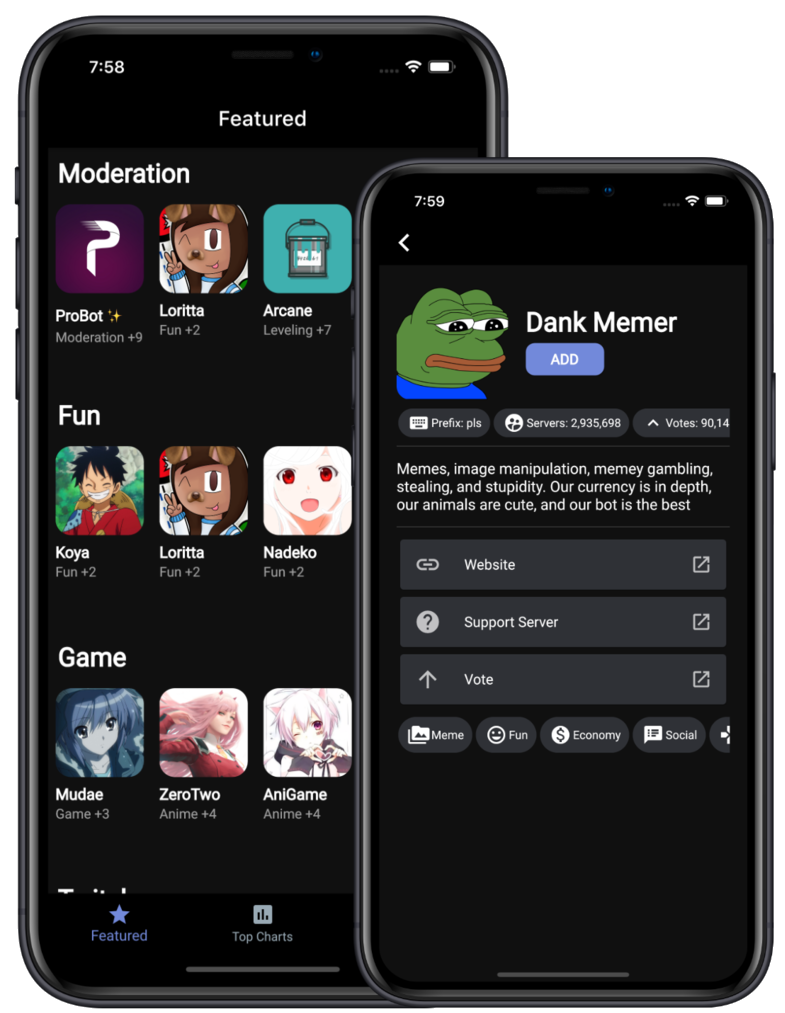 7:58
Featured
Moderation
ProBot ✨
Loritta
Arcane
Moderation +9
Fun +2
Leveling +7
Fun
Koya
Loritta
Nadeko
Fun +2
Fun +2
Fun +2
Game
Mudae
ZeroTwo
AniGame
Game +3
Anime +4
Anime +4
Featured
Top Charts
7:59
Dank Memer
ADD
Prefix: pls
Servers: 2,935,698
Votes: 90,14
Memes, image manipulation, memey gambling,
stealing, and stupidity. Our currency is in depth,
our animals are cute, and our bot is the best
Website
Support Server
Vote
Meme
Fun
Economy
Social